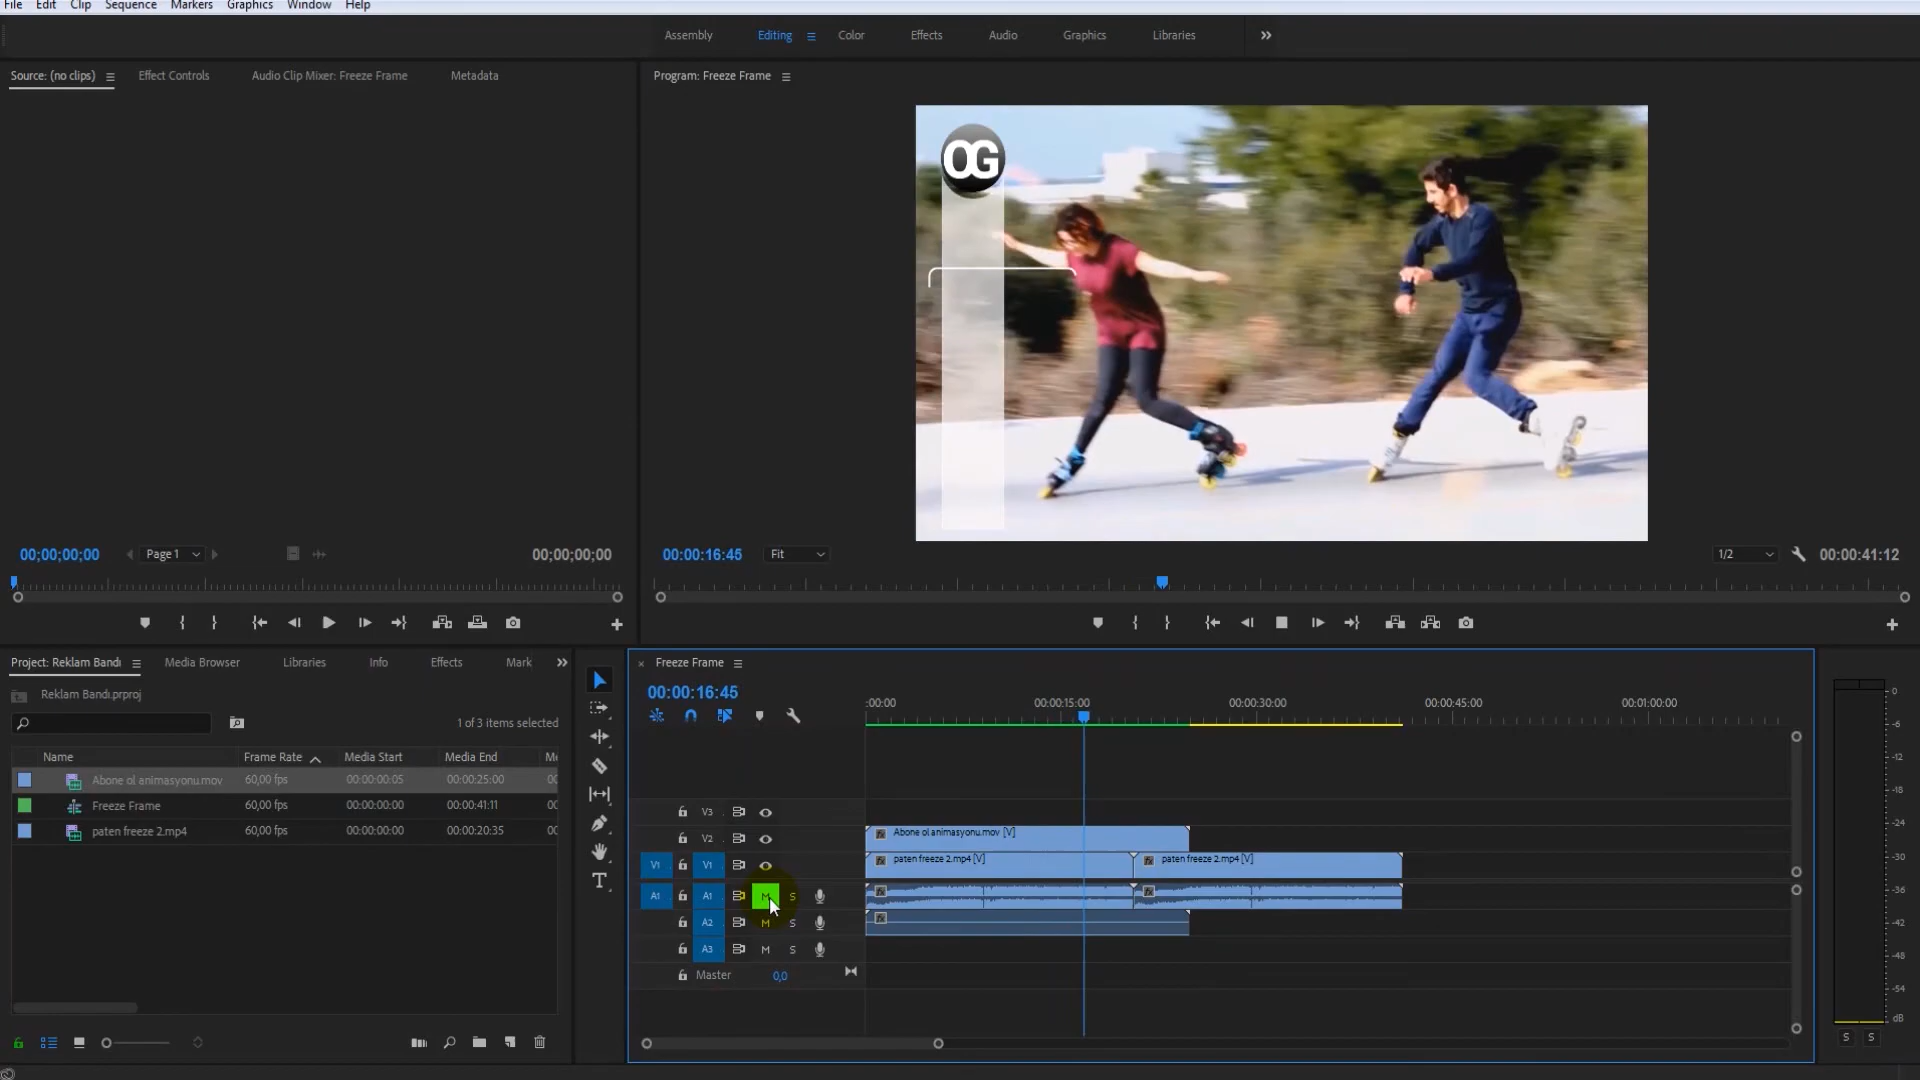 File Edit Clip Sequence Markers Graphics Window Help
Assembly Editing Color Effects Audio Graphics Libraries
Source: (no clips) Effect Controls Audio Clip Mixer: Freeze Frame Metadata
Program: Freeze Frame
OG
00;00;00;00 Page 1 00;00;00;00
00:00:16:45 Fit 1/2 00:00:41:12
Project: Reklam Bandı Media Browser Libraries Info Effects Mark
Reklam Bandı.prproj
1 of 3 items selected
Name Frame Rate Media Start Media End
Abone ol animasyonu.mov 60,00 fps 00:00:00:05 00:00:25:00 00
Freeze Frame 60,00 fps 00:00:00:00 00:00:41:11 00
paten freeze 2.mp4 60,00 fps 00:00:00:00 00:00:20:35 00
× Freeze Frame
00:00:16:45
:00:00 00:00:15:00 00:00:30:00 00:00:45:00 00:01:00:00
V3
V2 Abone ol animasyonu.mov [V]
V1 V1 paten freeze 2.mp4 [V] paten freeze 2.mp4 [V]
A1 A1 M S
A2 M S
A3 M S
Master 0,0
T
0
-6
-12
-18
-24
-30
-36
-42
-48
-54
dB
S S